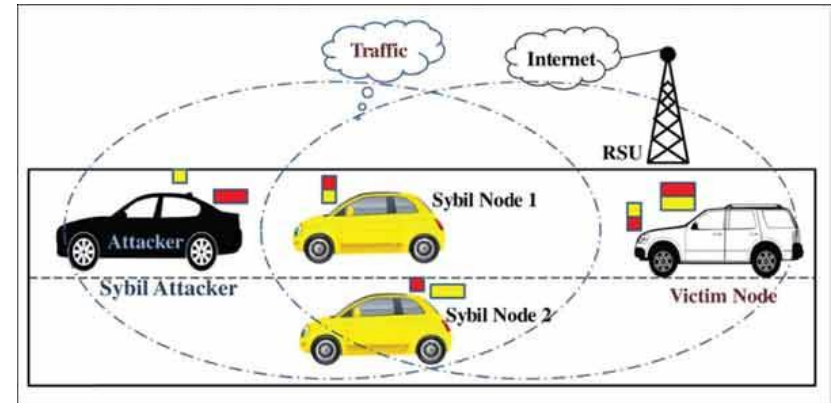 Traffic
Internet
RSU
Attacker
Sybil Node 1
Sybil Attacker
Sybil Node 2
Victim Node